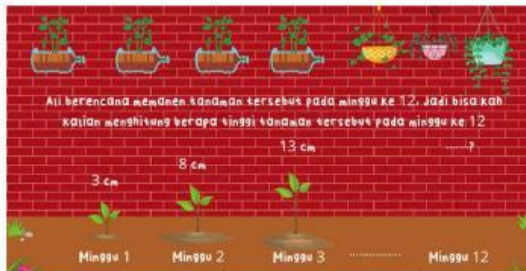 Ali berencana memanen tanaman tersebut pada minggu ke 12. Jadi bisa kah
kalian menghitung berapa tinggi tanaman tersebut pada minggu ke 12
......?
13 cm
8 cm
3 cm
Minggu 1 Minggu 2 Minggu 3 .............. Minggu 12